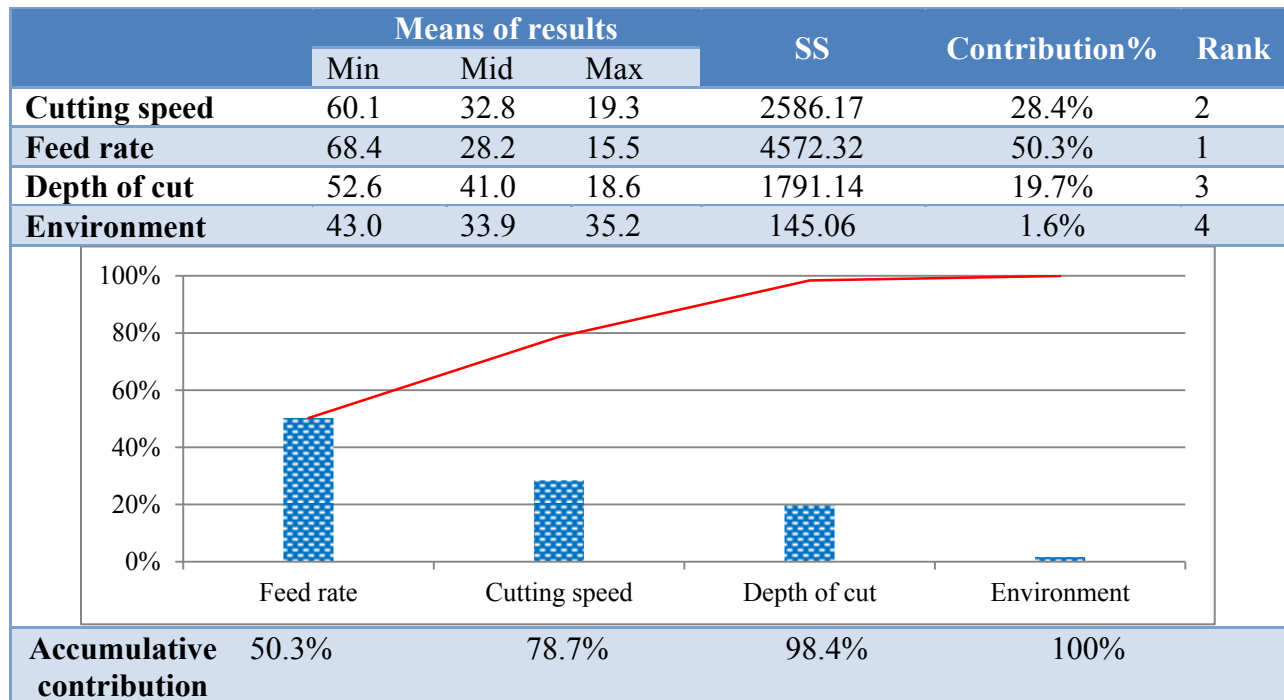 Means of results SS Contribution% Rank
Min Mid Max
Cutting speed 60.1 32.8 19.3 2586.17 28.4% 2
Feed rate 68.4 28.2 15.5 4572.32 50.3% 1
Depth of cut 52.6 41.0 18.6 1791.14 19.7% 3
Environment 43.0 33.9 35.2 145.06 1.6% 4
100%
80%
60%
40%
20%
0%
Feed rate Cutting speed Depth of cut Environment
Accumulative 50.3% 78.7% 98.4% 100%
contribution